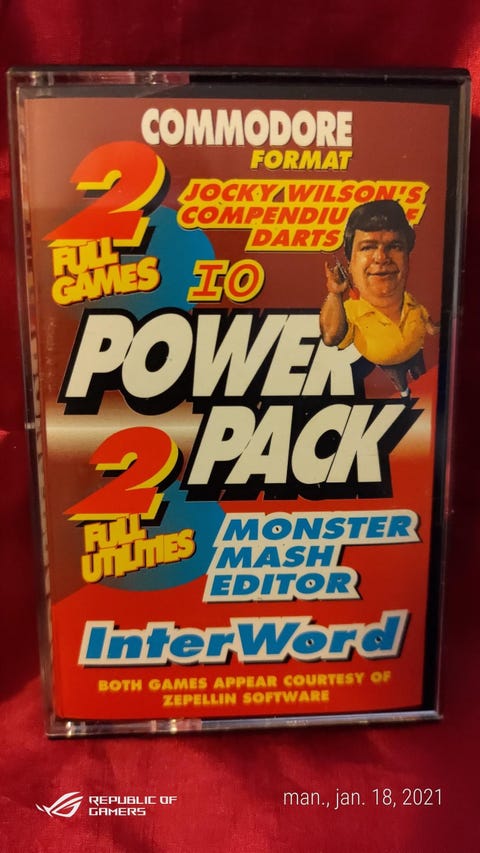 COMMODORE
FORMAT
2
FULL
GAMES
JOCKY WILSON'S
COMPENDIU F
DARTS
IO
POWER
PACK
2
FULL
UTILITIES
MONSTER
MASH
EDITOR
InterWord
BOTH GAMES APPEAR COURTESY OF
ZEPELLIN SOFTWARE
REPUBLIC OF
GAMERS
man., jan. 18, 2021